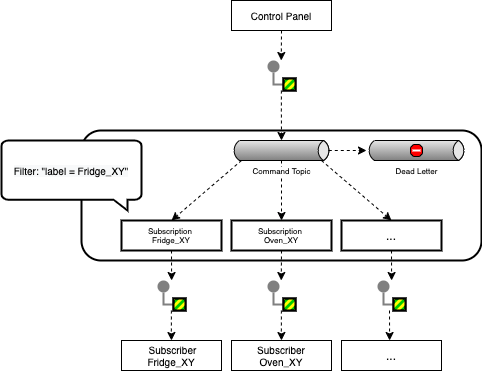 Control Panel
Filter: "label = Fridge_XY"
Command Topic
Dead Letter
Subscription
Fridge_XY
Subscription
Oven_XY
...
Subscriber
Fridge_XY
Subscriber
Oven_XY
...